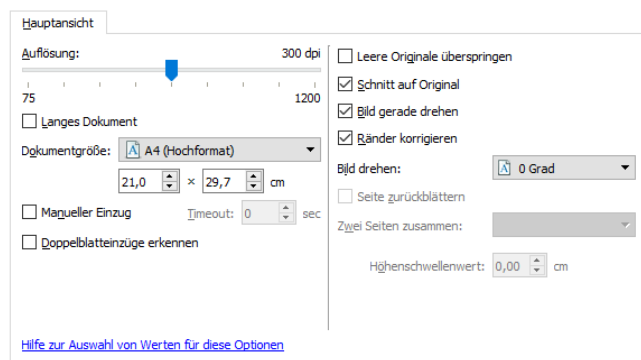 Hauptansicht
Auflösung: 300 dpi
75 1200
Langes Dokument
Dokumentgröße: A4 (Hochformat)
21,0 × 29,7 cm
Manueller Einzug Timeout: 0 sec
Doppelblatteinzüge erkennen
Leere Originale überspringen
Schnitt auf Original
Bild gerade drehen
Ränder korrigieren
Bild drehen: 0 Grad
Seite zurückblättern
Zwei Seiten zusammen:
Höhenschwellenwert: 0,00 cm
Hilfe zur Auswahl von Werten für diese Optionen